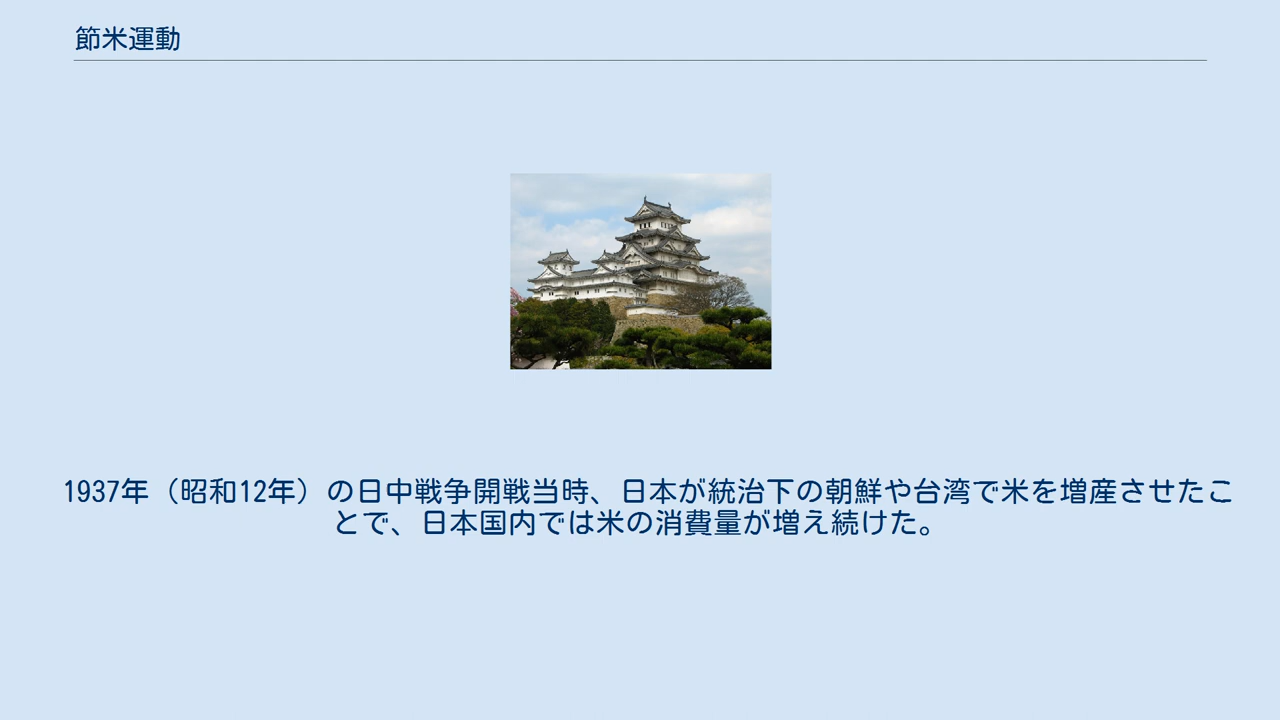 節米運動
1937年（昭和12年）の日中戦争開戦当時、日本が統治下の朝鮮や台湾で米を増産させたこ
とで、日本国内では米の消費量が増え続けた。